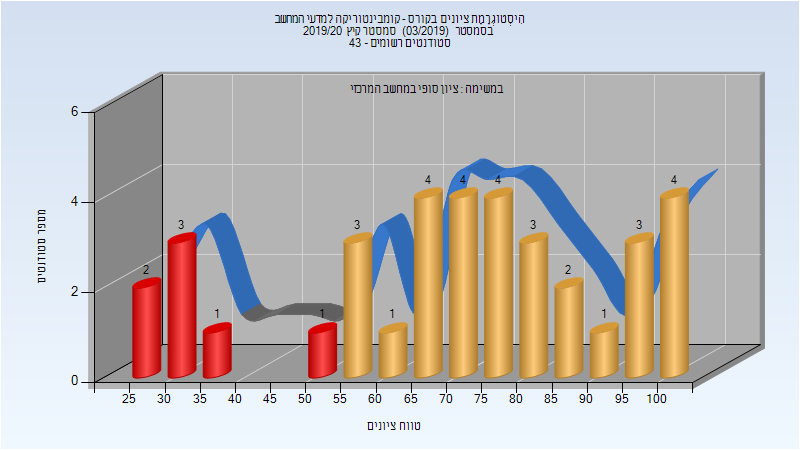 הִיסְטוֹגְרָמַת ציונים בקורס - קומבינטוריקה למדעי המחשב
בסמסטר (03/2019) סמסטר קיץ 2019/20
סטודנטים רשומים - 43
במשימה : ציון סופי במחשב המרכזי
מספר סטודנטים
6
4
2
0
2
3
1
1
3
1
4
4
4
3
2
1
3
4
25 30 35 40 45 50 55 60 65 70 75 80 85 90 95 100
טווח ציונים